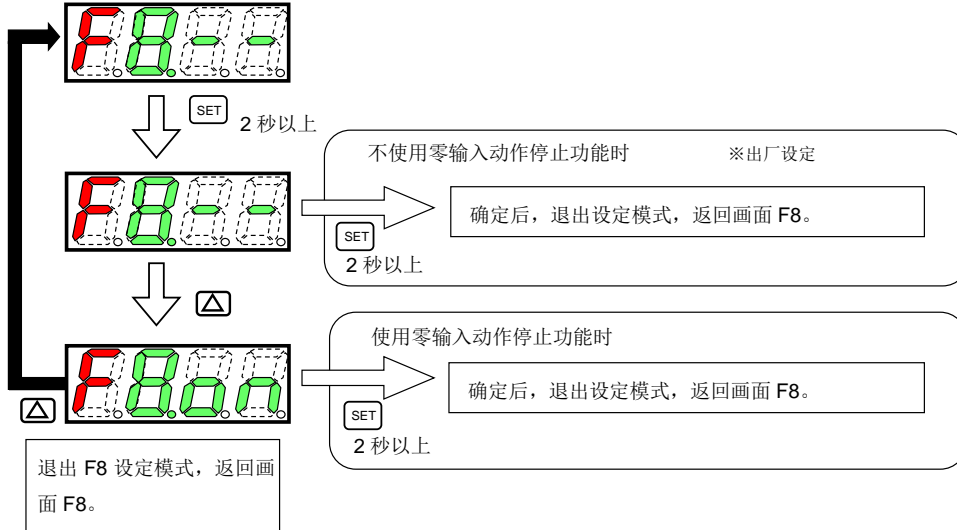 F8.--
SET
2 秒以上
不使用零输入动作停止功能时 ※出厂设定
F8.--
确定后，退出设定模式，返回画面 F8。
SET
2 秒以上
使用零输入动作停止功能时
F8.on
确定后，退出设定模式，返回画面 F8。
SET
2 秒以上
退出 F8 设定模式，返回画
面 F8。